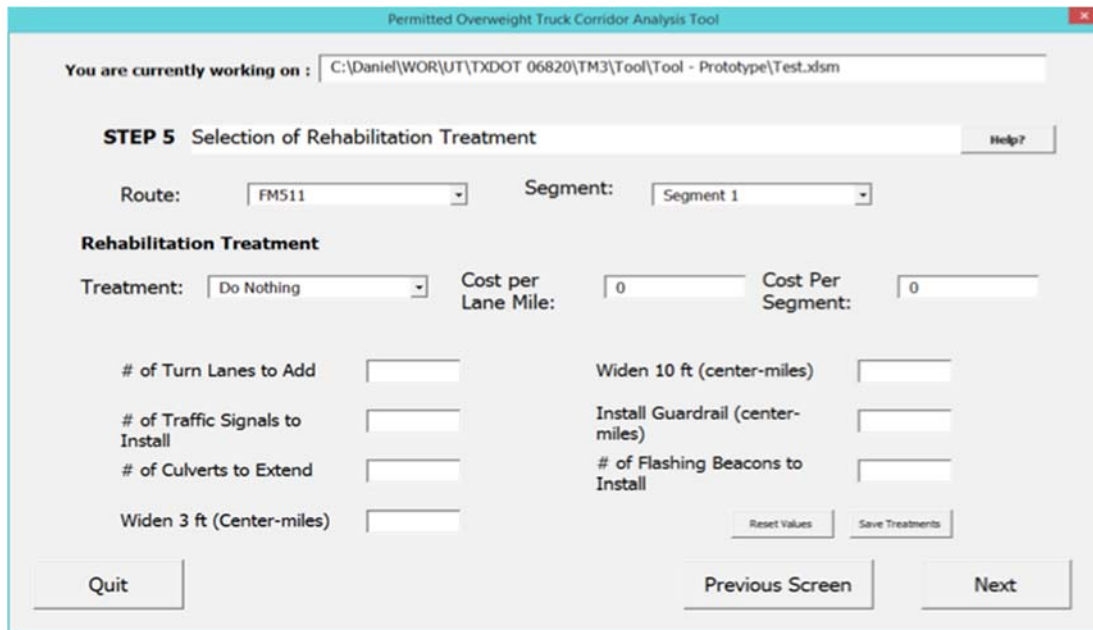 Permitted Overweight Truck Corridor Analysis Tool
x
You are currently working on : C:\Daniel\WOR\UT\TXDOT 06820\TM3\Tool\Tool - Prototype\Test.xlsm
STEP 5 Selection of Rehabilitation Treatment Help?
Route: FM511 Segment: Segment 1
Rehabilitation Treatment
Treatment: Do Nothing Cost per Lane Mile: 0 Cost Per Segment: 0
# of Turn Lanes to Add Widen 10 ft (center-miles)
# of Traffic Signals to Install Install Guardrail (center-miles)
# of Culverts to Extend # of Flashing Beacons to Install
Widen 3 ft (Center-miles) Reset Values Save Treatments
Quit Previous Screen Next